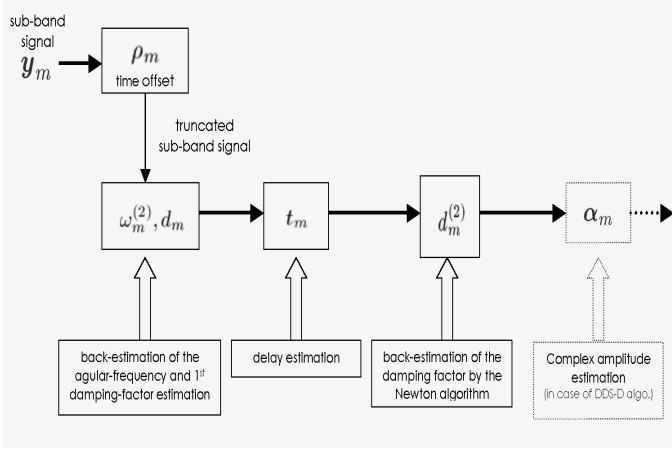 sub-band
signal
y_m
ρ_m
time offset
truncated
sub-band signal
ω_m^(2), d_m
t_m
d_m^(2)
α_m
back-estimation of the
agular-frequency and 1st
damping-factor estimation
delay estimation
back-estimation of the
damping factor by the
Newton algorithm
Complex amplitude
estimation
(in case of DDS-D algo.)